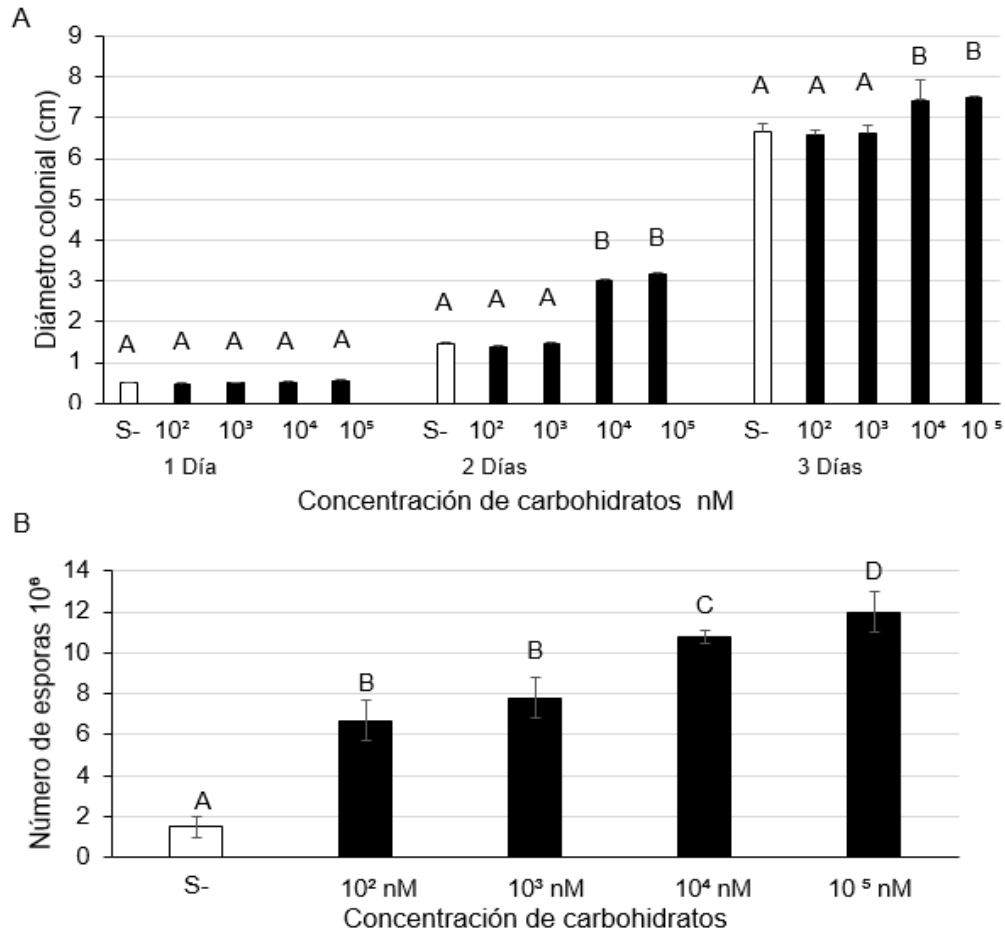 A
9
8
7
6
5
4
3
2
1
0
Diámetro colonial (cm)
A A A A A
A A A B B
A A A B B
S- 10² 10³ 10⁴ 10⁵ S- 10² 10³ 10⁴ 10⁵ S- 10² 10³ 10⁴ 10 ⁵
1 Día 2 Días 3 Días
Concentración de carbohidratos nM
B
14
12
10
8
6
4
2
0
Número de esporas 10⁶
A B B C D
S- 10² nM 10³ nM 10⁴ nM 10 ⁵ nM
Concentración de carbohidratos